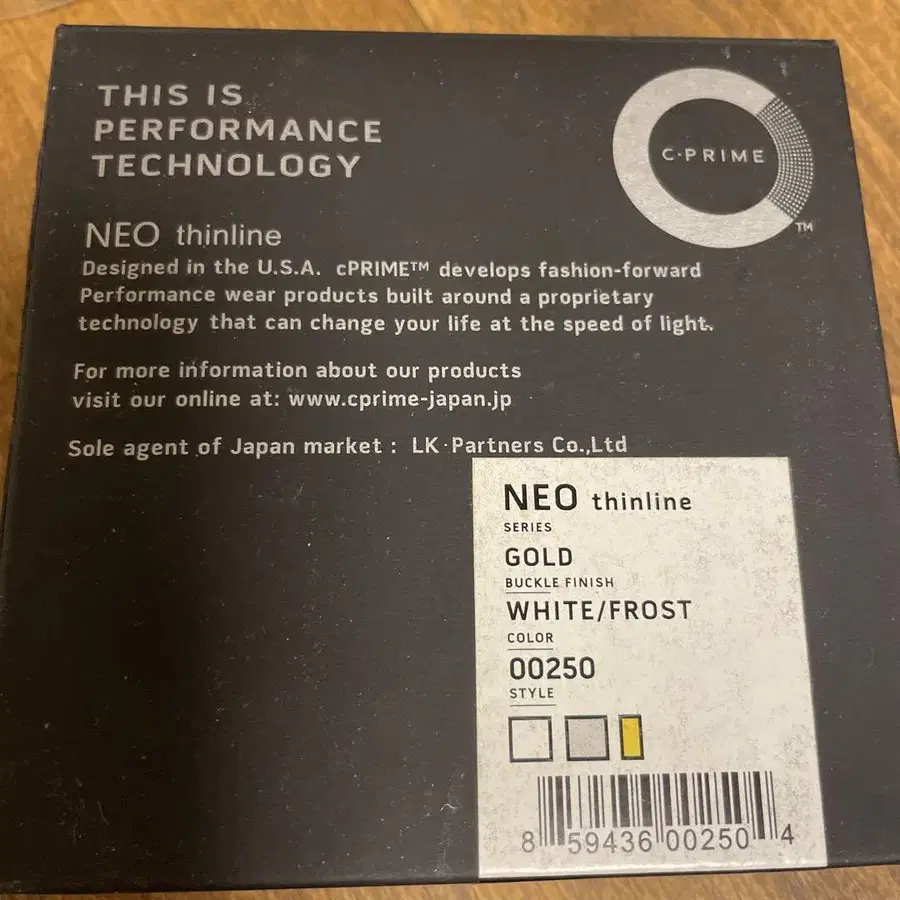 THIS IS
PERFORMANCE
TECHNOLOGY
C·PRIME
TM
NEO thinline
Designed in the U.S.A. cPRIME™ develops fashion-forward
Performance wear products built around a proprietary
technology that can change your life at the speed of light.
For more information about our products
visit our online at: www.cprime-japan.jp
Sole agent of Japan market : LK·Partners Co.,Ltd
NEO thinline
SERIES
GOLD
BUCKLE FINISH
WHITE/FROST
COLOR
00250
STYLE
8 59436 00250 4